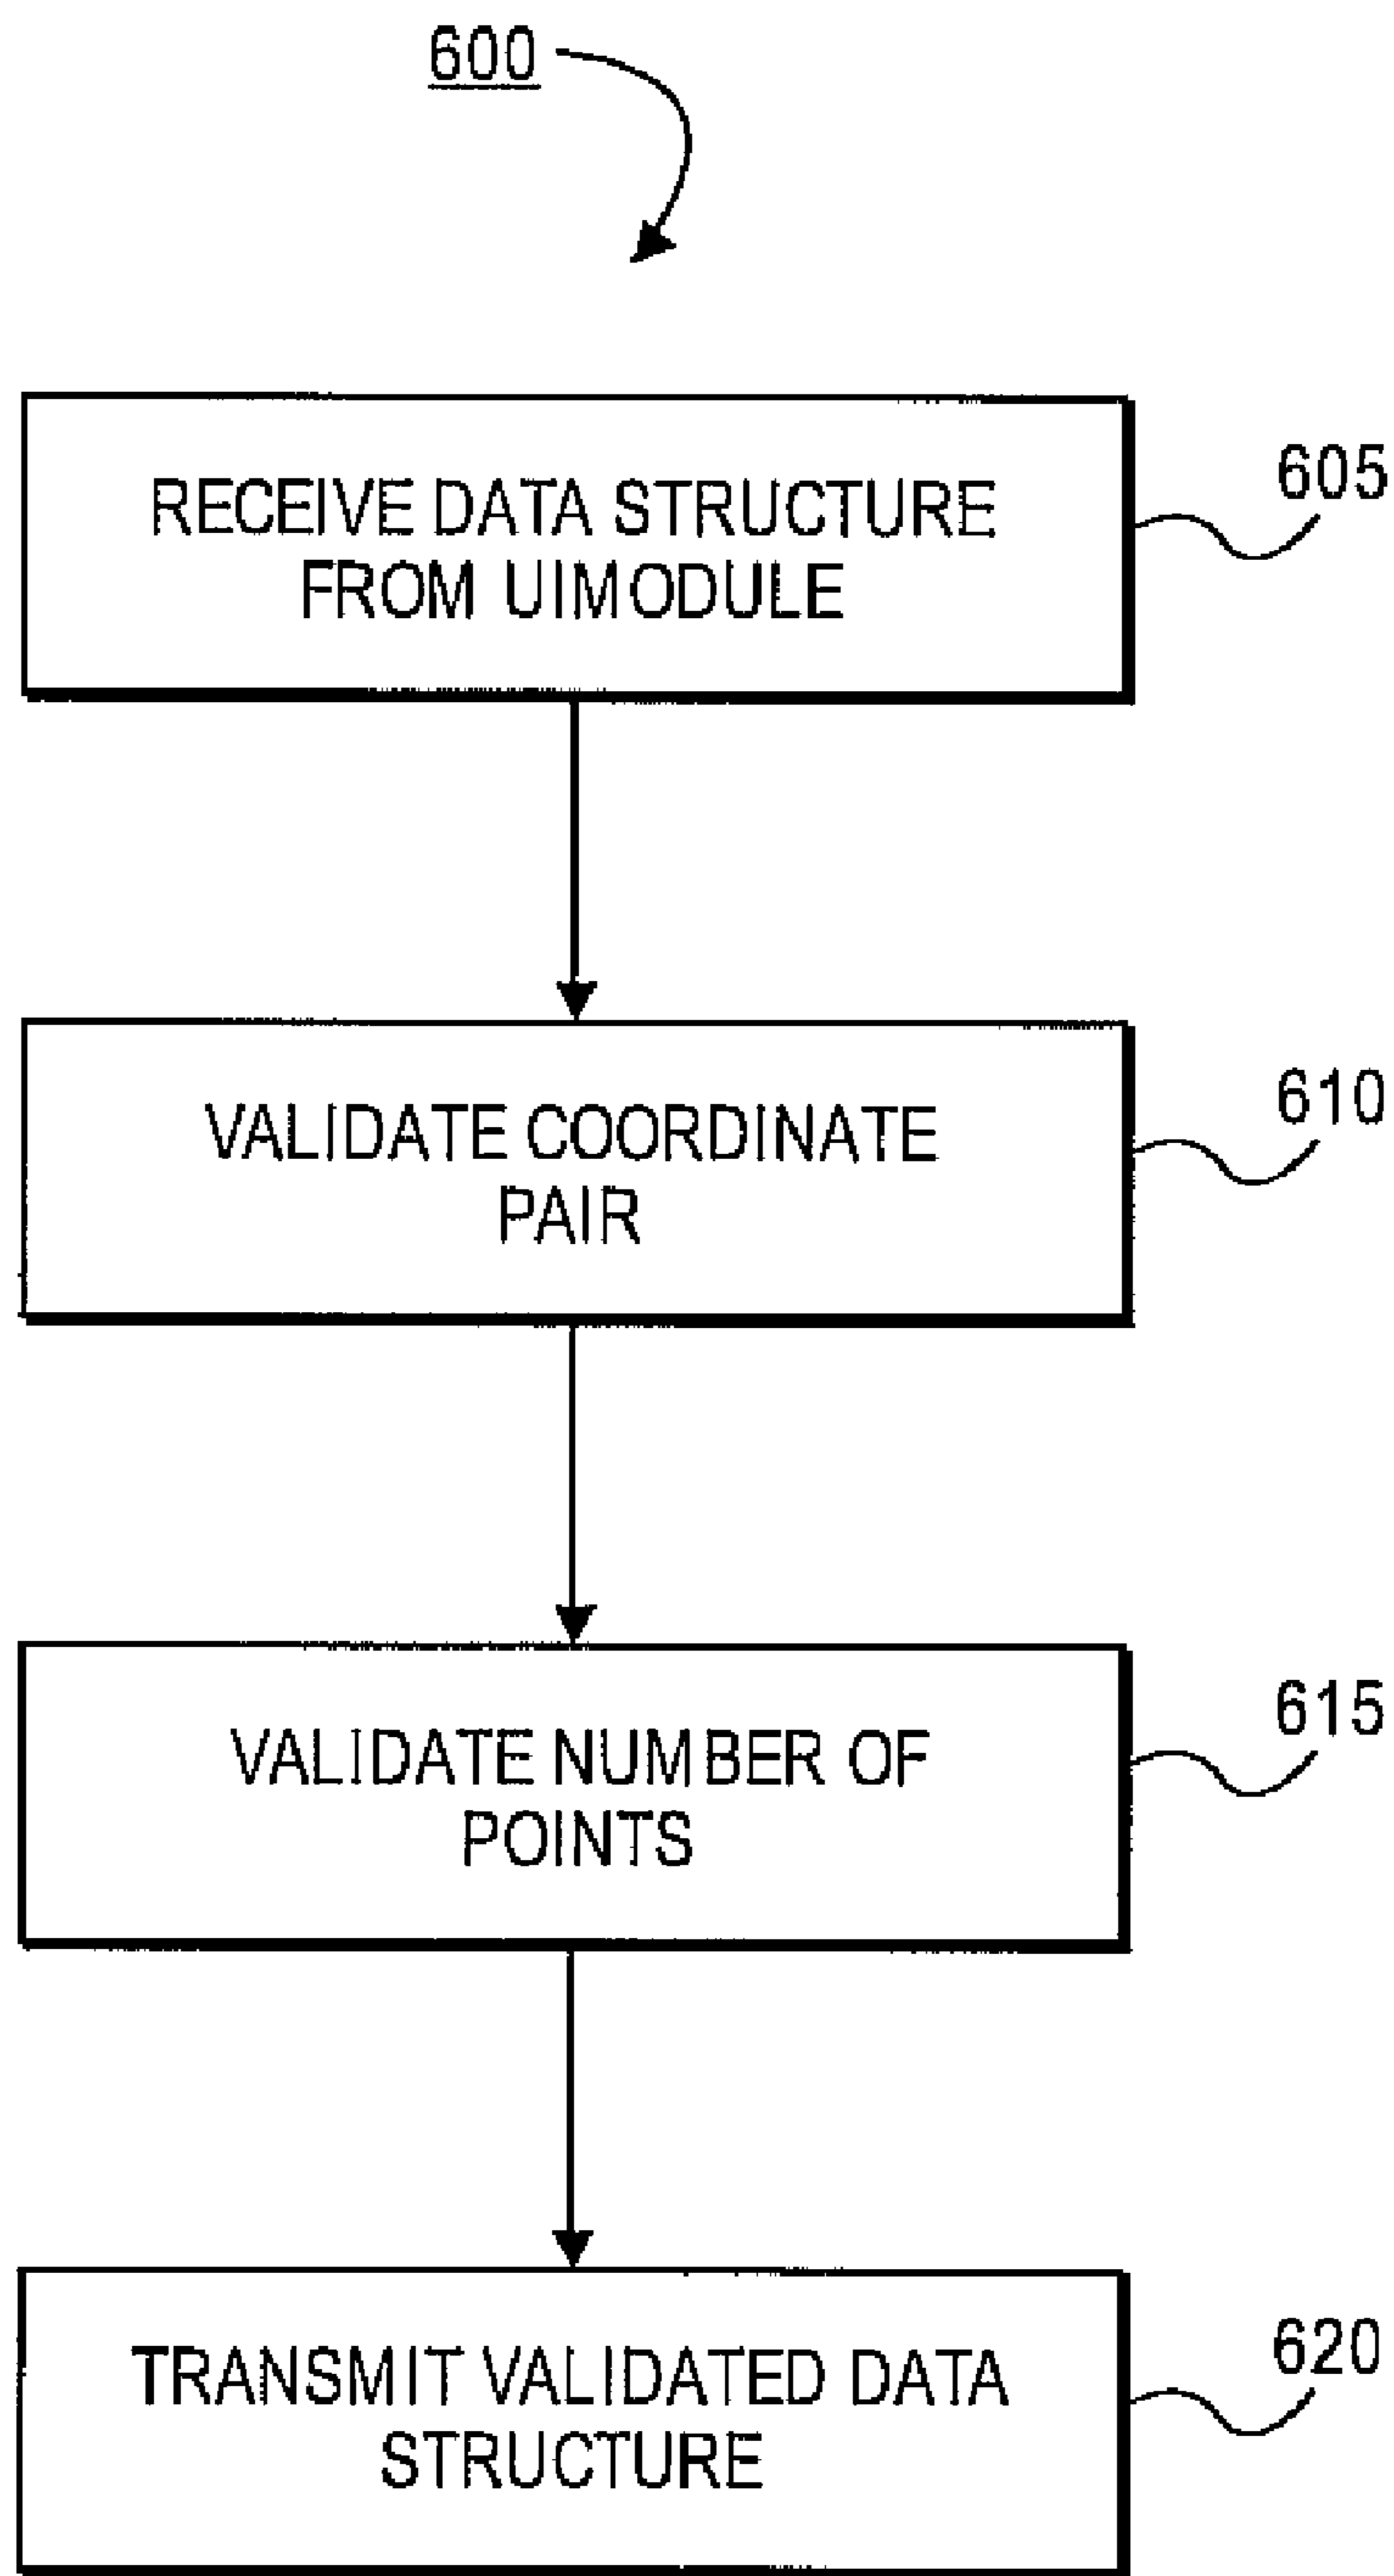 600
RECEIVE DATA STRUCTURE
FROM UIMODULE
605
VALIDATE COORDINATE
PAIR
610
VALIDATE NUMBER OF
POINTS
615
TRANSMIT VALIDATED DATA
STRUCTURE
620